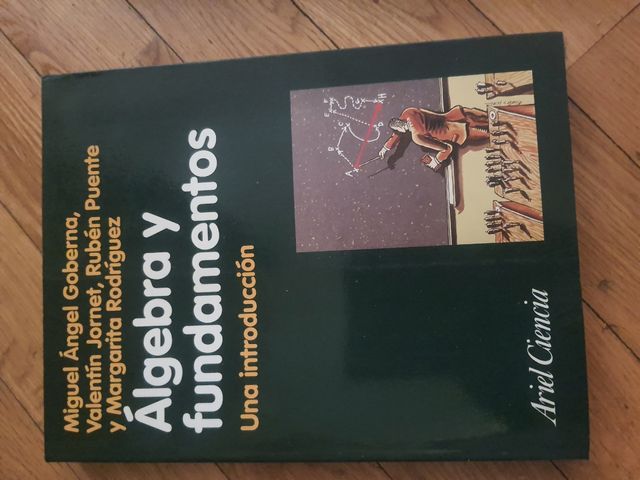 Miguel Ángel Goberna,
Valentín Jornet, Rubén Puente
y Margarita Rodríguez
Álgebra y
fundamentos
Una introducción
Ariel Ciencia